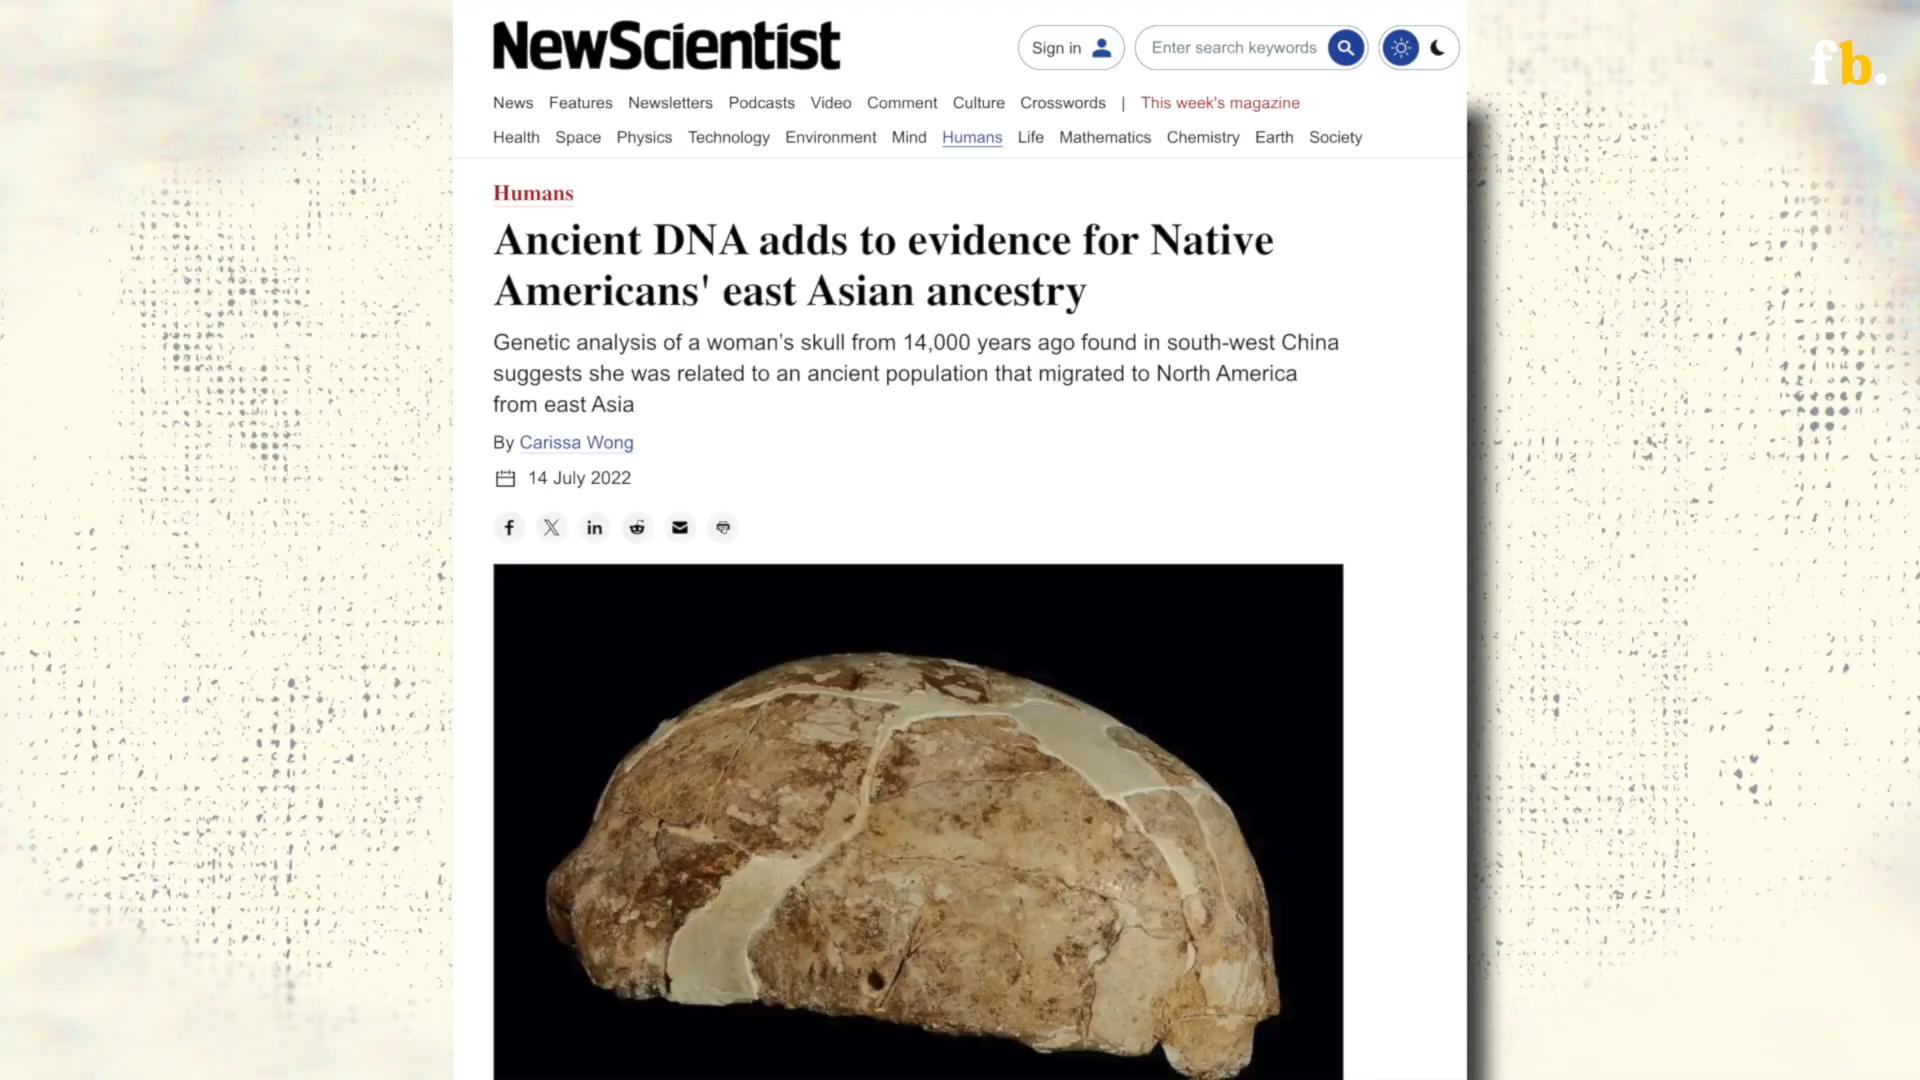 NewScientist
Sign in
Enter search keywords
fb.
News Features Newsletters Podcasts Video Comment Culture Crosswords | This week's magazine
Health Space Physics Technology Environment Mind Humans Life Mathematics Chemistry Earth Society
Humans
Ancient DNA adds to evidence for Native
Americans' east Asian ancestry
Genetic analysis of a woman’s skull from 14,000 years ago found in south-west China
suggests she was related to an ancient population that migrated to North America
from east Asia
By Carissa Wong
14 July 2022